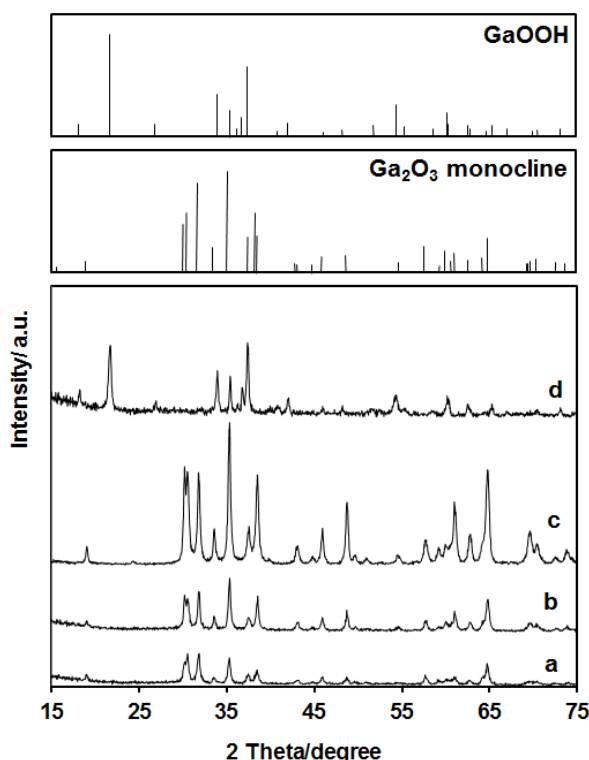 GaOOH
Ga₂O₃ monocline
Intensity/ a.u.
d
c
b
a
15 25 35 45 55 65 75
2 Theta/degree